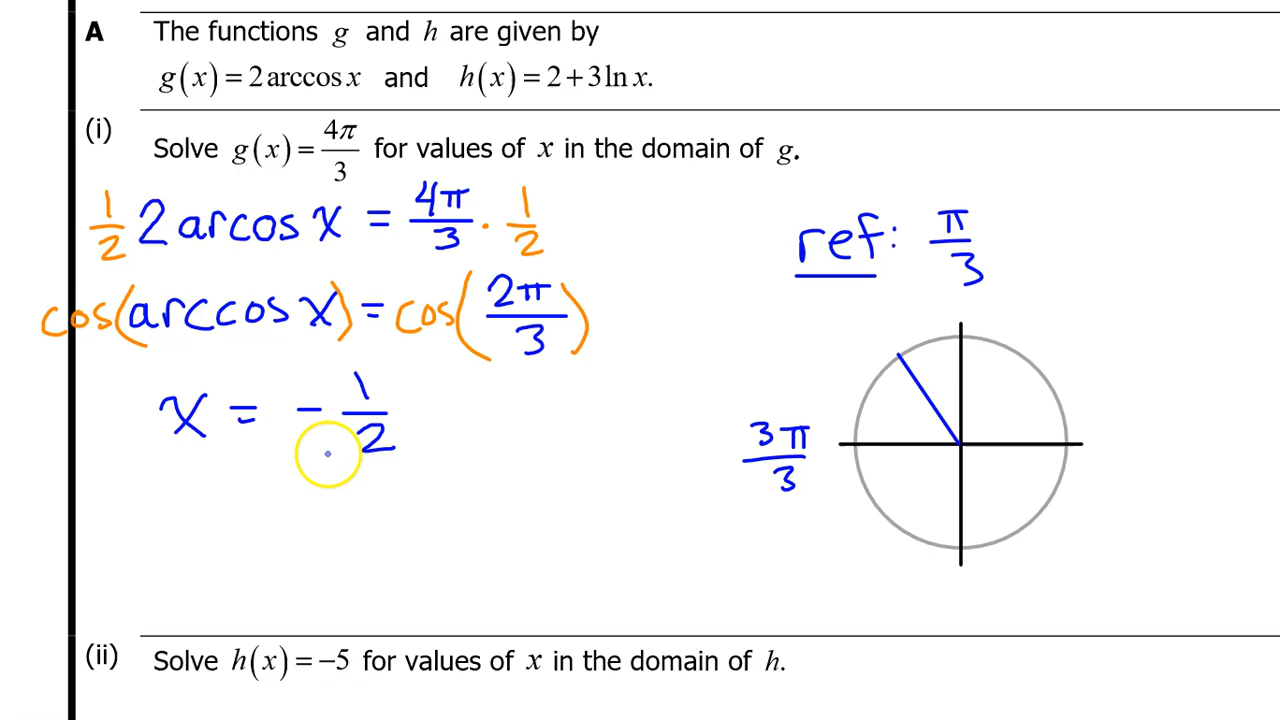 A The functions g and h are given by
g(x) = 2 arccos x and h(x) = 2 + 3 ln x.
(i) Solve g(x) = 4π/3 for values of x in the domain of g.
1/2 2 arcos x = 4π/3 · 1/2
ref: π/3
cos(arccos x) = cos(2π/3)
x = -1/2
3π/3
(ii) Solve h(x) = −5 for values of x in the domain of h.